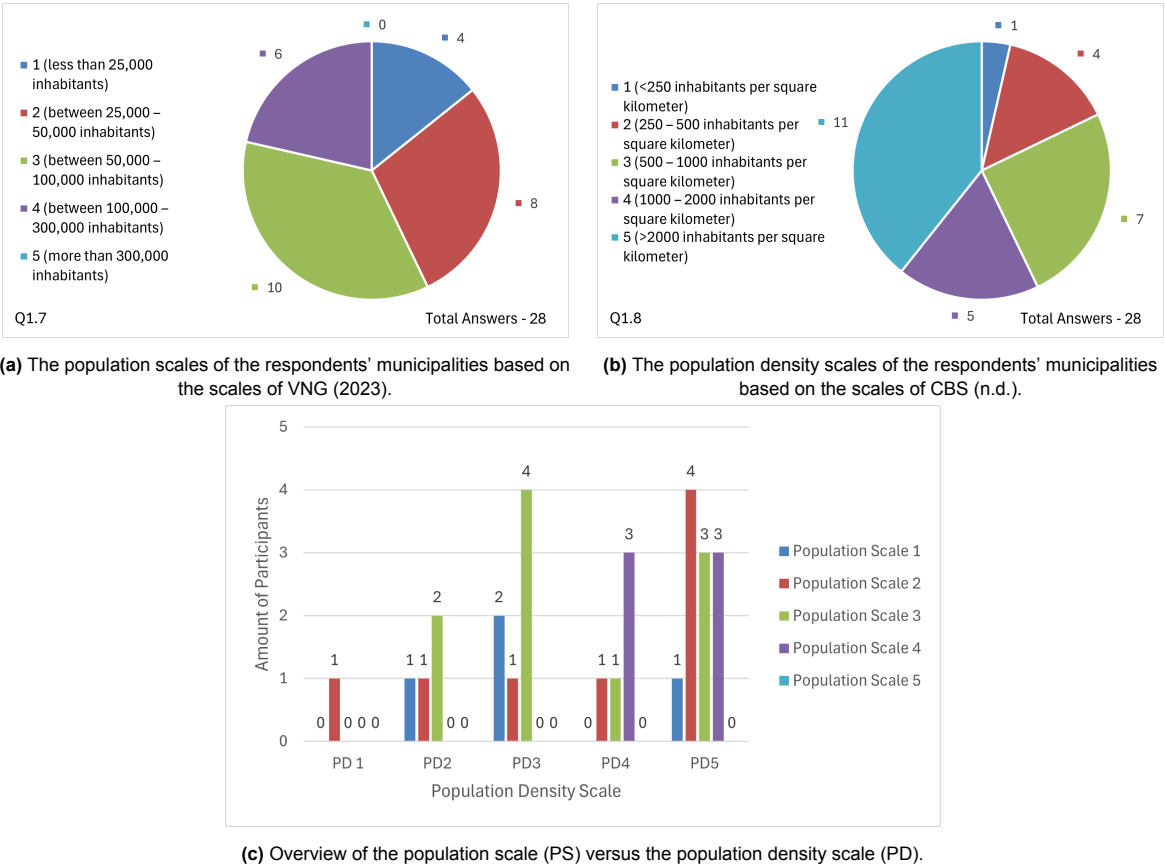 0
4
6
1 (less than 25,000
inhabitants)
2 (between 25,000 –
50,000 inhabitants)
3 (between 50,000 –
100,000 inhabitants)
4 (between 100,000 –
300,000 inhabitants)
5 (more than 300,000
inhabitants)
8
10
Q1.7
Total Answers - 28
1
4
1 (<250 inhabitants per square
kilometer)
2 (250 – 500 inhabitants per
square kilometer)
3 (500 – 1000 inhabitants per
square kilometer)
4 (1000 – 2000 inhabitants per
square kilometer)
5 (>2000 inhabitants per square
kilometer)
11
7
5
Q1.8
Total Answers - 28
(a) The population scales of the respondents’ municipalities based on
the scales of VNG (2023).
(b) The population density scales of the respondents’ municipalities
based on the scales of CBS (n.d.).
Amount of Participants
5
4
3
2
1
0
0 1 0 0 0
1 1 2 0 0
2 1 4 0 0
0 1 1 3 0
1 4 3 3 0
PD 1 PD2 PD3 PD4 PD5
Population Density Scale
Population Scale 1
Population Scale 2
Population Scale 3
Population Scale 4
Population Scale 5
(c) Overview of the population scale (PS) versus the population density scale (PD).